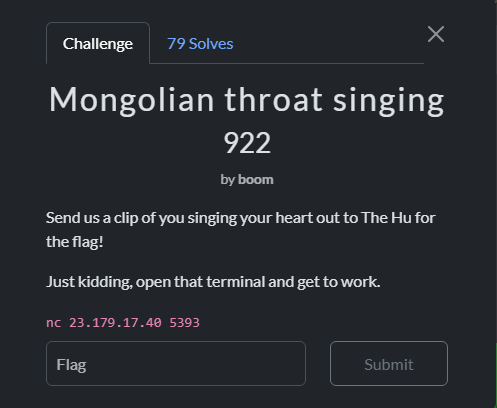 Challenge
79 Solves
Mongolian throat singing
922
by boom
Send us a clip of you singing your heart out to The Hu for
the flag!
Just kidding, open that terminal and get to work.
nc 23.179.17.40 5393
Flag
Submit